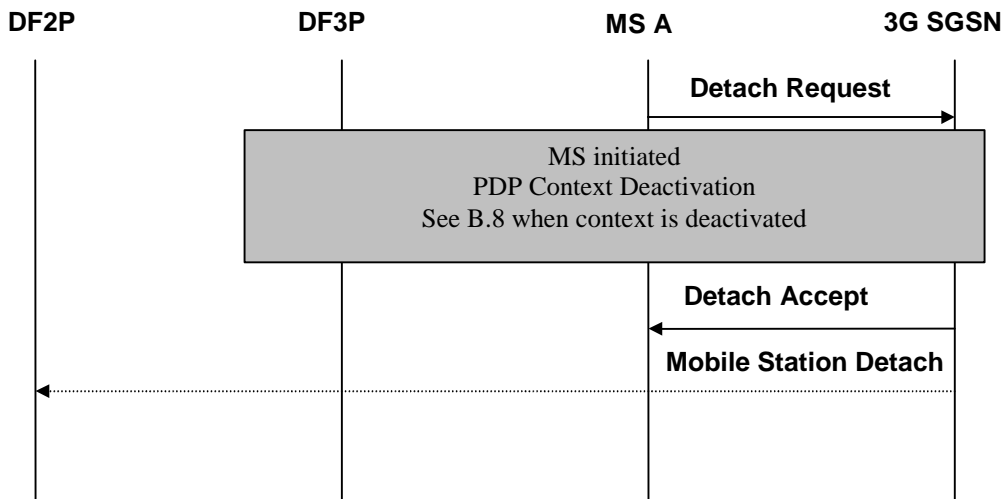 DF2P
DF3P
MS A
3G SGSN
Detach Request
MS initiated
PDP Context Deactivation
See B.8 when context is deactivated
Detach Accept
Mobile Station Detach